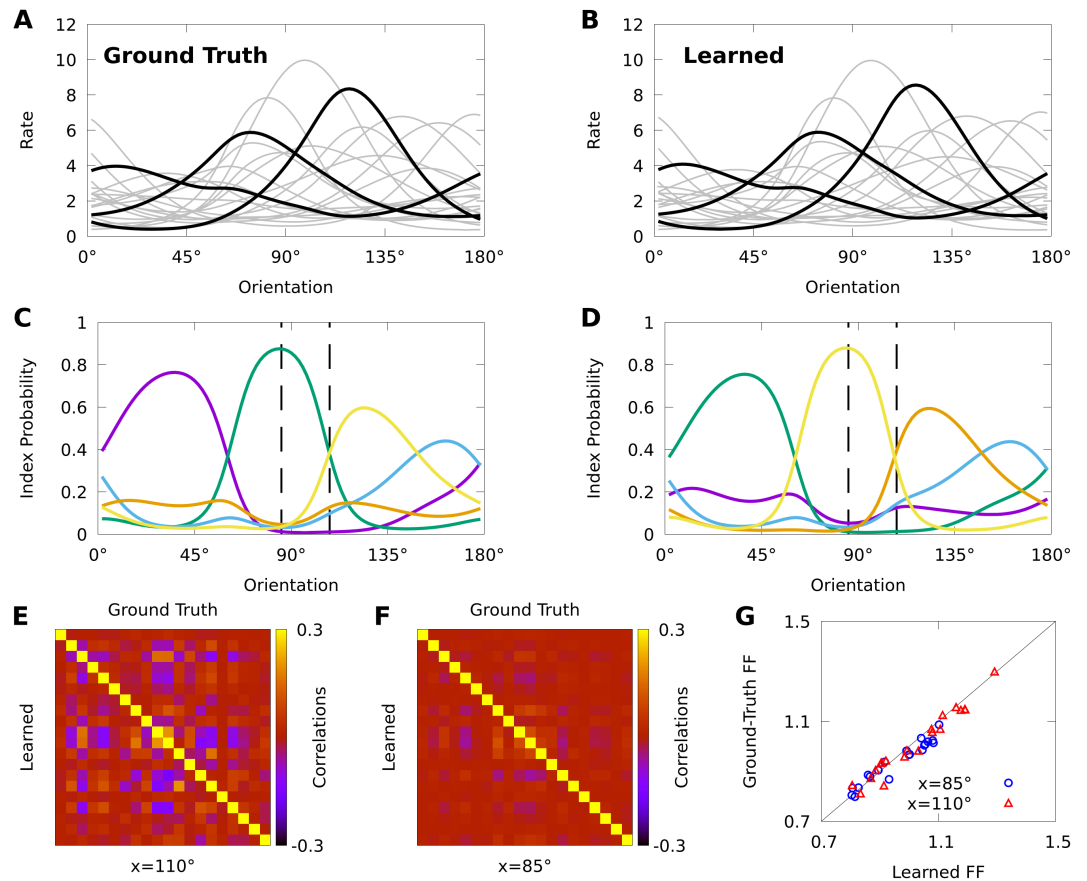 A
B
12
10
8
6
4
2
0
Rate
Ground Truth
0°
45°
90°
135°
180°
Orientation
12
10
8
6
4
2
0
Rate
Learned
0°
45°
90°
135°
180°
Orientation
C
D
1
0.8
0.6
0.4
0.2
0
Index Probability
0°
45°
90°
135°
180°
Orientation
1
0.8
0.6
0.4
0.2
0
Index Probability
0°
45°
90°
135°
180°
Orientation
E
Ground Truth
Learned
0.3
-0.3
Correlations
x=110°
F
Ground Truth
Learned
0.3
-0.3
Correlations
x=85°
G
1.5
1.1
0.7
Ground-Truth FF
x=85°
x=110°
0.7
1.1
1.5
Learned FF